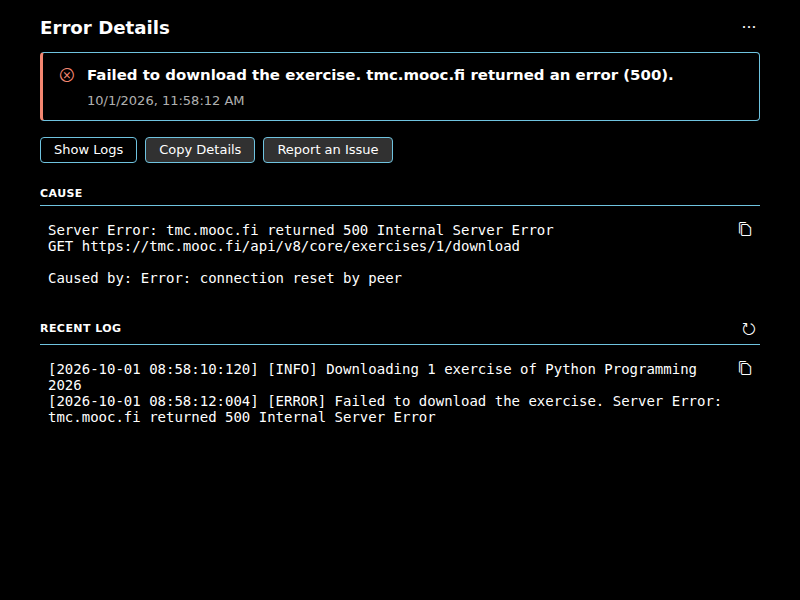 Error Details
Failed to download the exercise. tmc.mooc.fi returned an error (500).
10/1/2026, 11:58:12 AM
Show Logs
Copy Details
Report an Issue
CAUSE
Server Error: tmc.mooc.fi returned 500 Internal Server Error
GET https://tmc.mooc.fi/api/v8/core/exercises/1/download
Caused by: Error: connection reset by peer
RECENT LOG
[2026-10-01 08:58:10:120] [INFO] Downloading 1 exercise of Python Programming
2026
[2026-10-01 08:58:12:004] [ERROR] Failed to download the exercise. Server Error:
tmc.mooc.fi returned 500 Internal Server Error